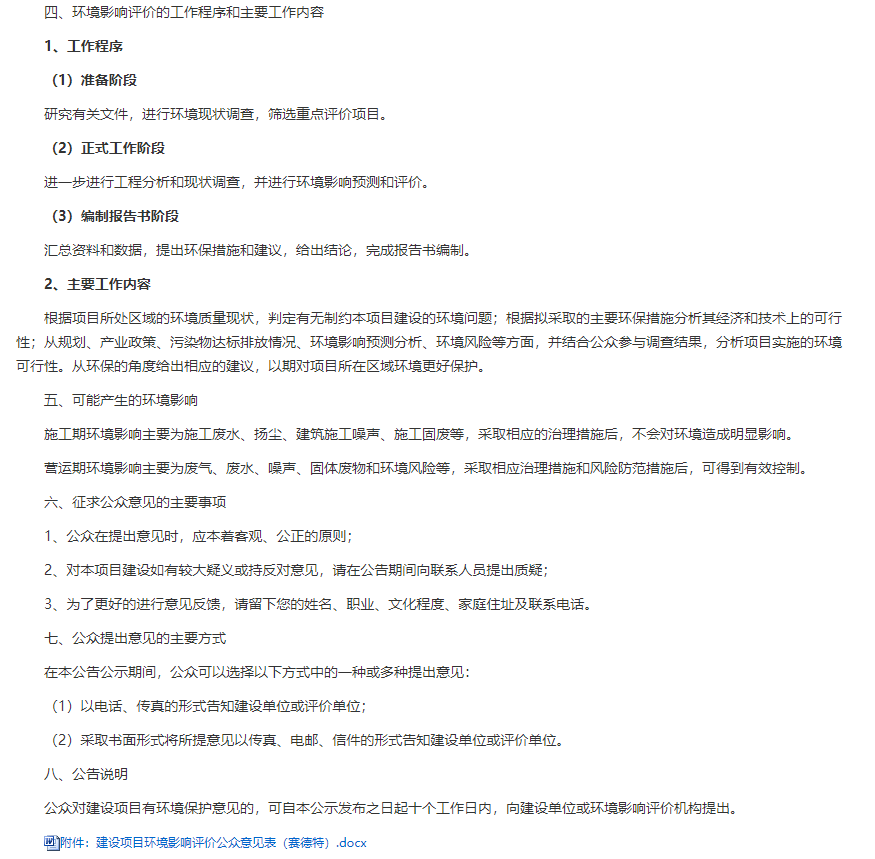 四、环境影响评价的工作程序和主要工作内容
1、工作程序
（1）准备阶段
研究有关文件，进行环境现状调查，筛选重点评价项目。
（2）正式工作阶段
进一步进行工程分析和现状调查，并进行环境影响预测和评价。
（3）编制报告书阶段
汇总资料和数据，提出环保措施和建议，给出结论，完成报告书编制。
2、主要工作内容
根据项目所处区域的环境质量现状，判定有无制约本项目建设的环境问题；根据拟采取的主要环保措施分析其经济和技术上的可行
性；从规划、产业政策、污染物达标排放情况、环境影响预测分析、环境风险等方面，并结合公众参与调查结果，分析项目实施的环境
可行性。从环保的角度给出相应的建议，以期对项目所在区域环境更好保护。
五、可能产生的环境影响
施工期环境影响主要为施工废水、扬尘、建筑施工噪声、施工固废等，采取相应的治理措施后，不会对环境造成明显影响。
营运期环境影响主要为废气、废水、噪声、固体废物和环境风险等，采取相应治理措施和风险防范措施后，可得到有效控制。
六、征求公众意见的主要事项
1、公众在提出意见时，应本着客观、公正的原则；
2、对本项目建设如有较大疑义或持反对意见，请在公告期间向联系人员提出质疑；
3、为了更好的进行意见反馈，请留下您的姓名、职业、文化程度、家庭住址及联系电话。
七、公众提出意见的主要方式
在本公告公示期间，公众可以选择以下方式中的一种或多种提出意见：
（1）以电话、传真的形式告知建设单位或评价单位；
（2）采取书面形式将所提意见以传真、电邮、信件的形式告知建设单位或评价单位。
八、公告说明
公众对建设项目有环境保护意见的，可自本公示发布之日起十个工作日内，向建设单位或环境影响评价机构提出。
附件：建设项目环境影响评价公众意见表（赛德特）.docx